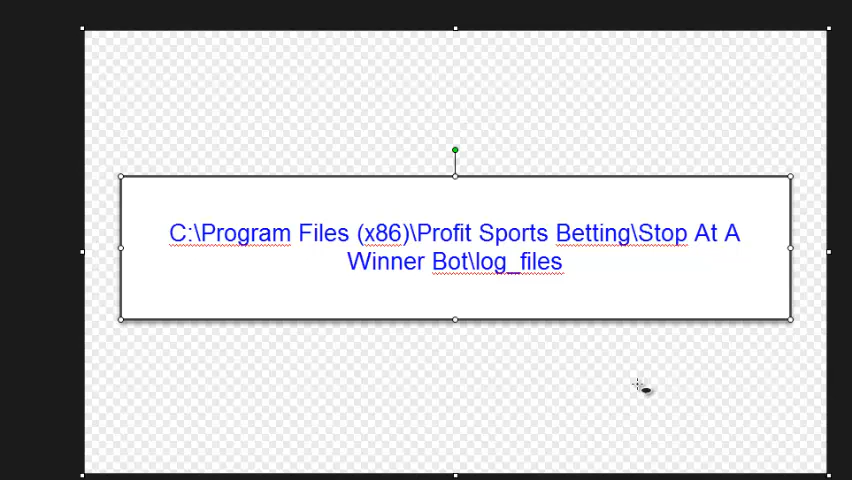 C:\Program Files (x86)\Profit Sports Betting\Stop At A
Winner Bot\log_files